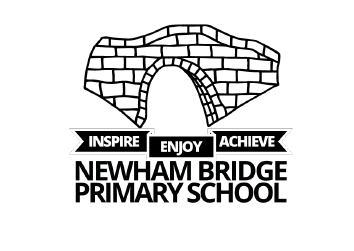 INSPIRE ENJOY ACHIEVE
NEWHAM BRIDGE
PRIMARY SCHOOL